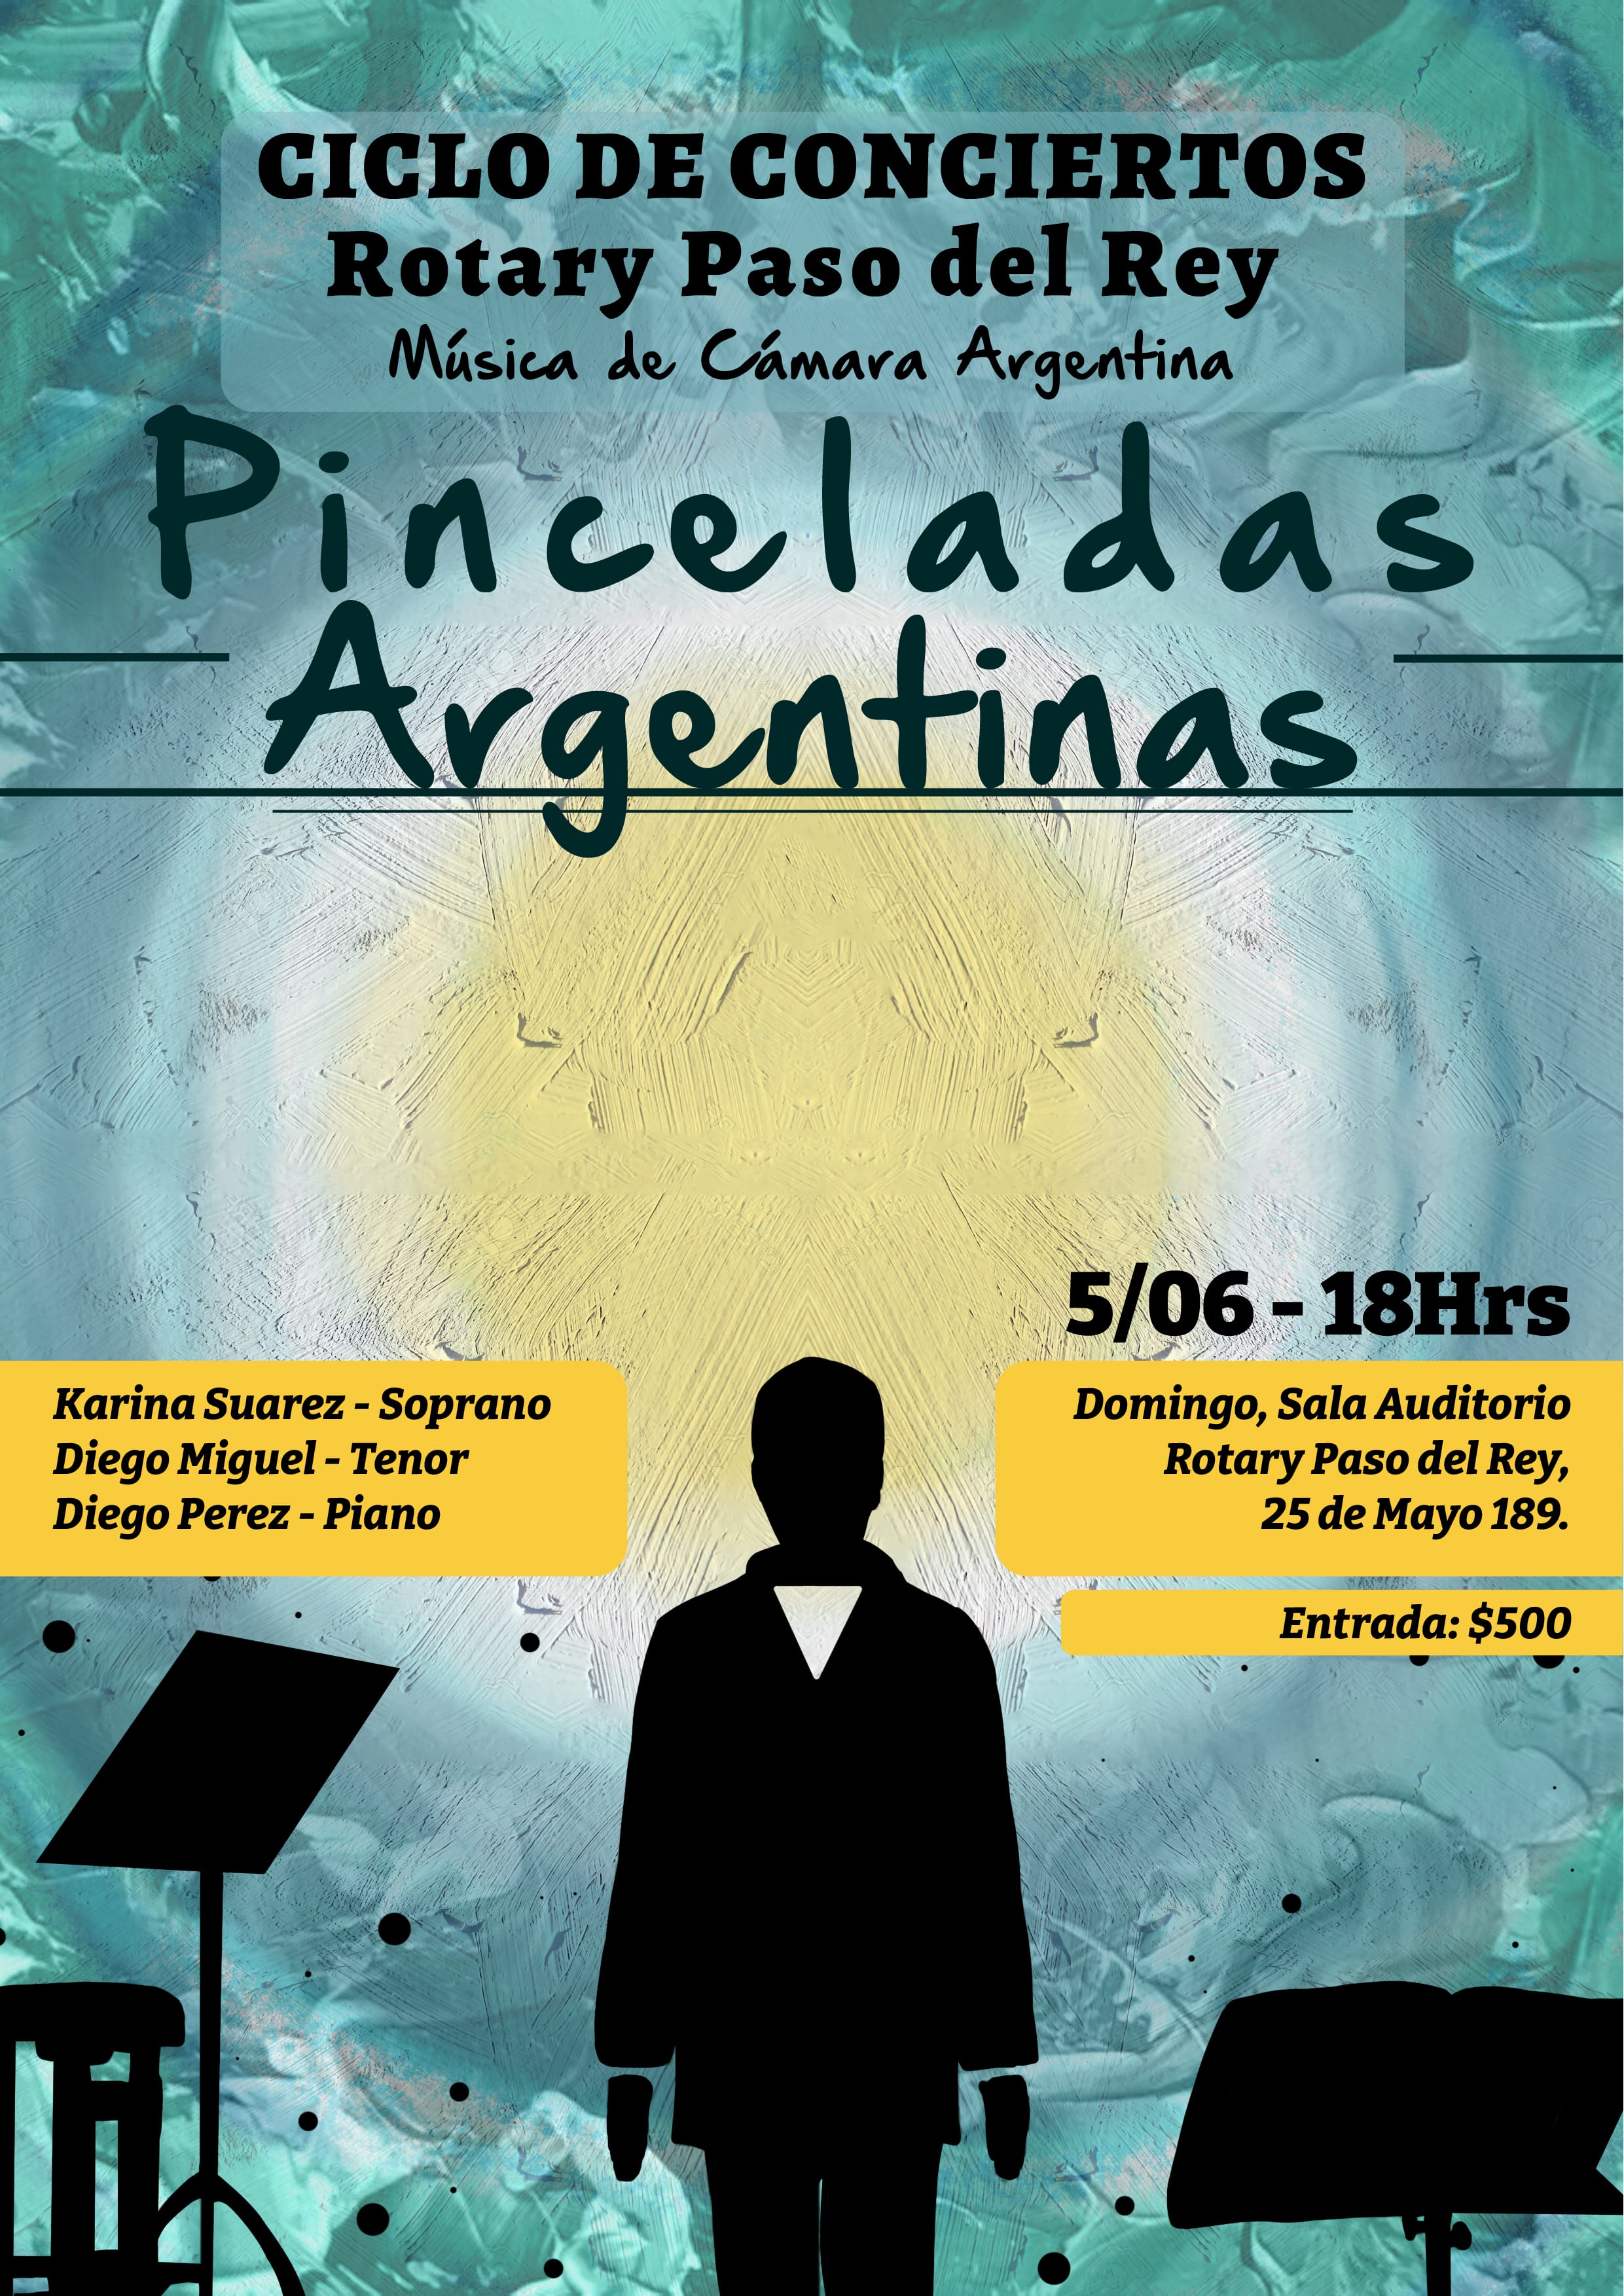 CICLO DE CONCIERTOS
Rotary Paso del Rey
Música de Cámara Argentina
Pinceladas
Argentinas
5/06 - 18Hrs
Karina Suarez - Soprano
Diego Miguel - Tenor
Diego Perez - Piano
Domingo, Sala Auditorio
Rotary Paso del Rey,
25 de Mayo 189.
Entrada: $500